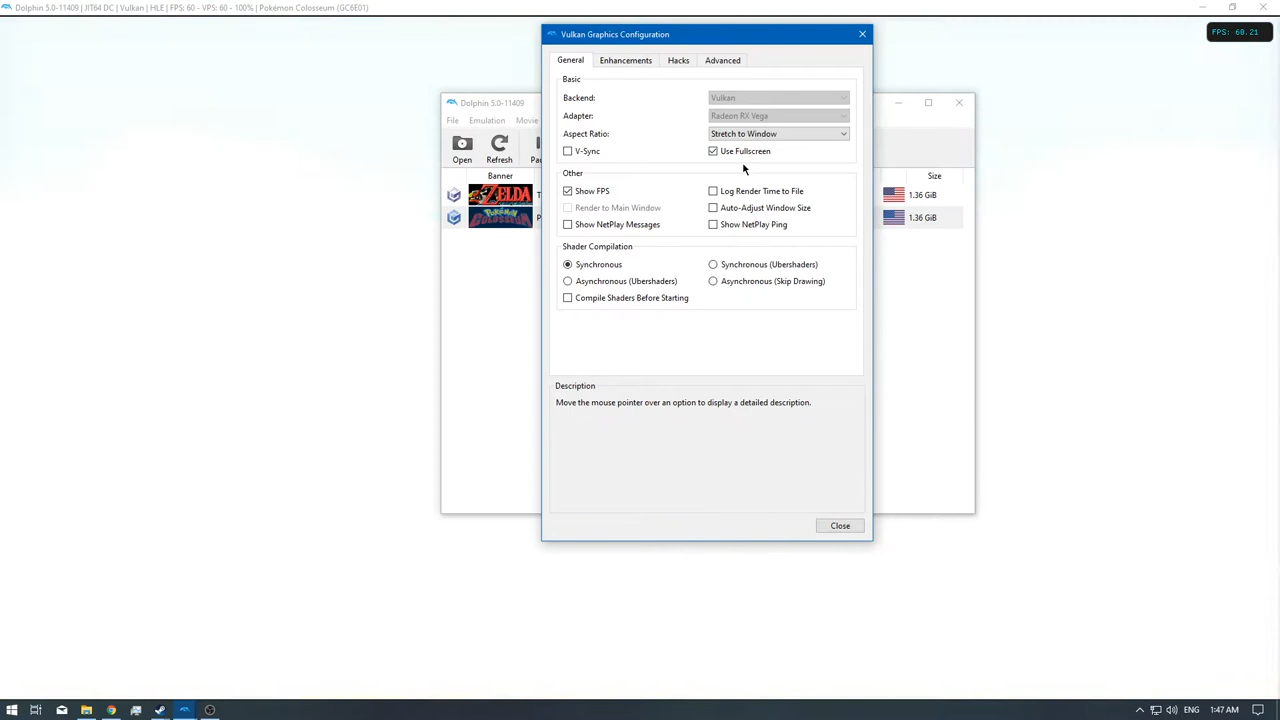 Dolphin 5.0-11409 | JIT64 DC | Vulkan | HLE | FPS: 60 - VPS: 60 - 100% | Pokémon Colosseum (GC6E01)
FPS: 60.21
Vulkan Graphics Configuration
General Enhancements Hacks Advanced
Basic
Backend: Vulkan
Adapter: Radeon RX Vega
Aspect Ratio: Stretch to Window
V-Sync Use Fullscreen
Other
Show FPS Log Render Time to File
Render to Main Window Auto-Adjust Window Size
Show NetPlay Messages Show NetPlay Ping
Shader Compilation
Synchronous Synchronous (Ubershaders)
Asynchronous (Ubershaders) Asynchronous (Skip Drawing)
Compile Shaders Before Starting
Description
Move the mouse pointer over an option to display a detailed description.
Close
Dolphin 5.0-11409
File Emulation Movie
Open Refresh Pau
Banner Size
ZELDA T 1.36 GiB
POKéMON COLOSSEUM P 1.36 GiB
ENG 1:47 AM